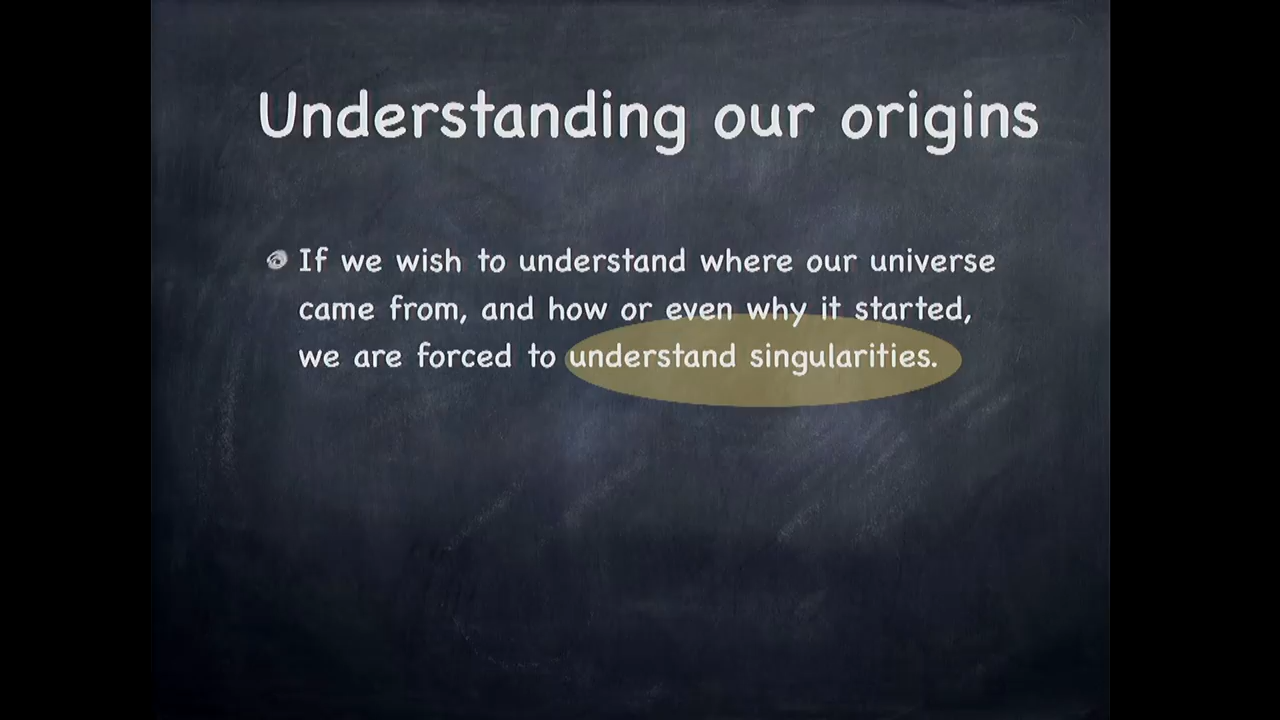 Understanding our origins
If we wish to understand where our universe
came from, and how or even why it started,
we are forced to understand singularities.